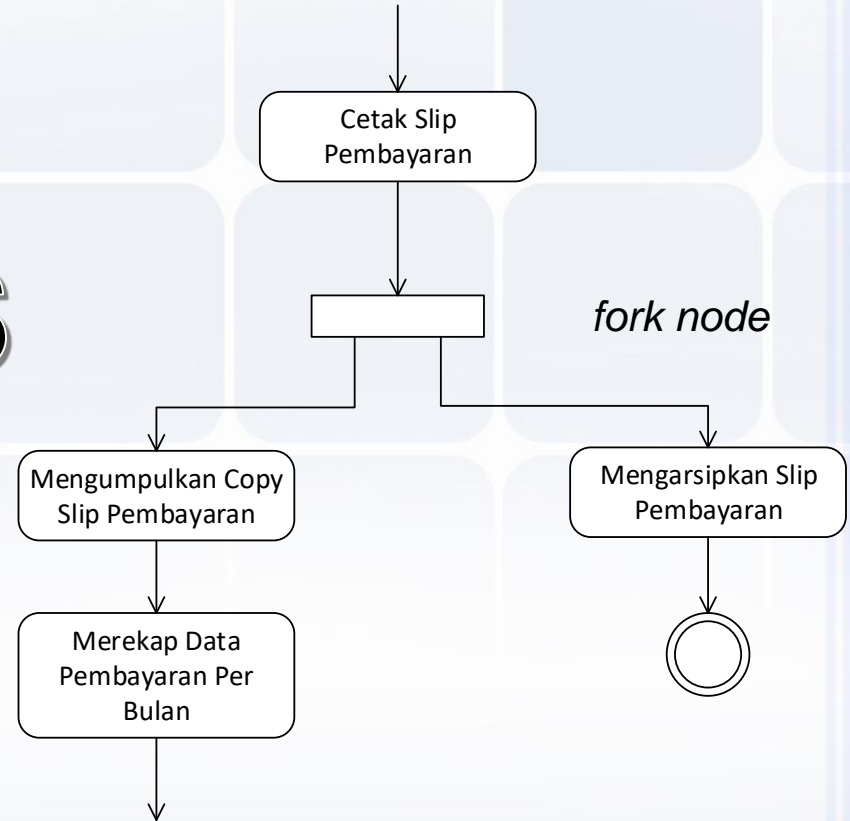 Cetak Slip
Pembayaran
fork node
Mengumpulkan Copy
Slip Pembayaran
Mengarsipkan Slip
Pembayaran
Merekap Data
Pembayaran Per
Bulan